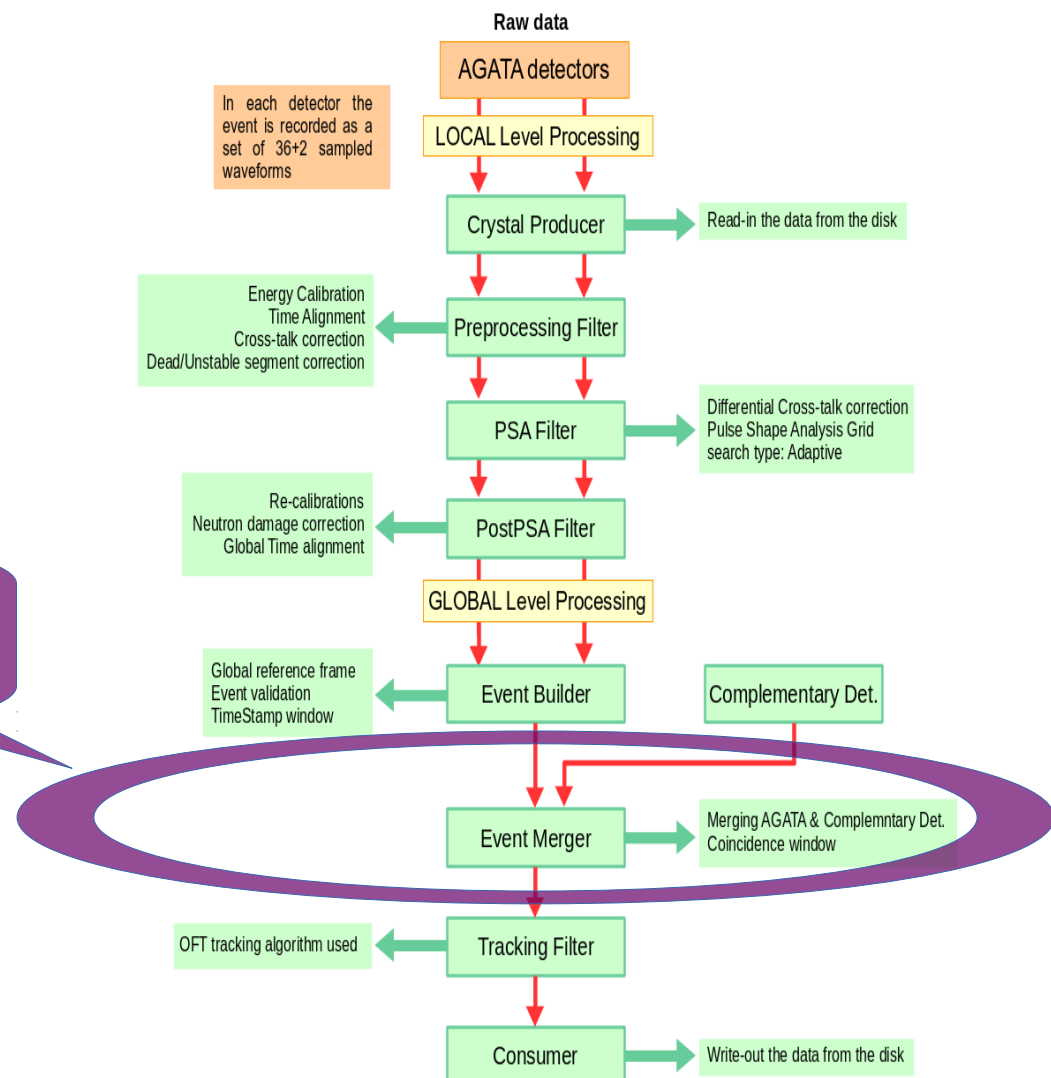 Raw data
AGATA detectors
In each detector the
event is recorded as a
set of 36+2 sampled
waveforms
LOCAL Level Processing
Crystal Producer
Read-in the data from the disk
Energy Calibration
Time Alignment
Cross-talk correction
Dead/Unstable segment correction
Preprocessing Filter
PSA Filter
Differential Cross-talk correction
Pulse Shape Analysis Grid
search type: Adaptive
Re-calibrations
Neutron damage correction
Global Time alignment
PostPSA Filter
GLOBAL Level Processing
Global reference frame
Event validation
TimeStamp window
Event Builder
Complementary Det.
Event Merger
Merging AGATA & Complemntary Det.
Coincidence window
OFT tracking algorithm used
Tracking Filter
Consumer
Write-out the data from the disk